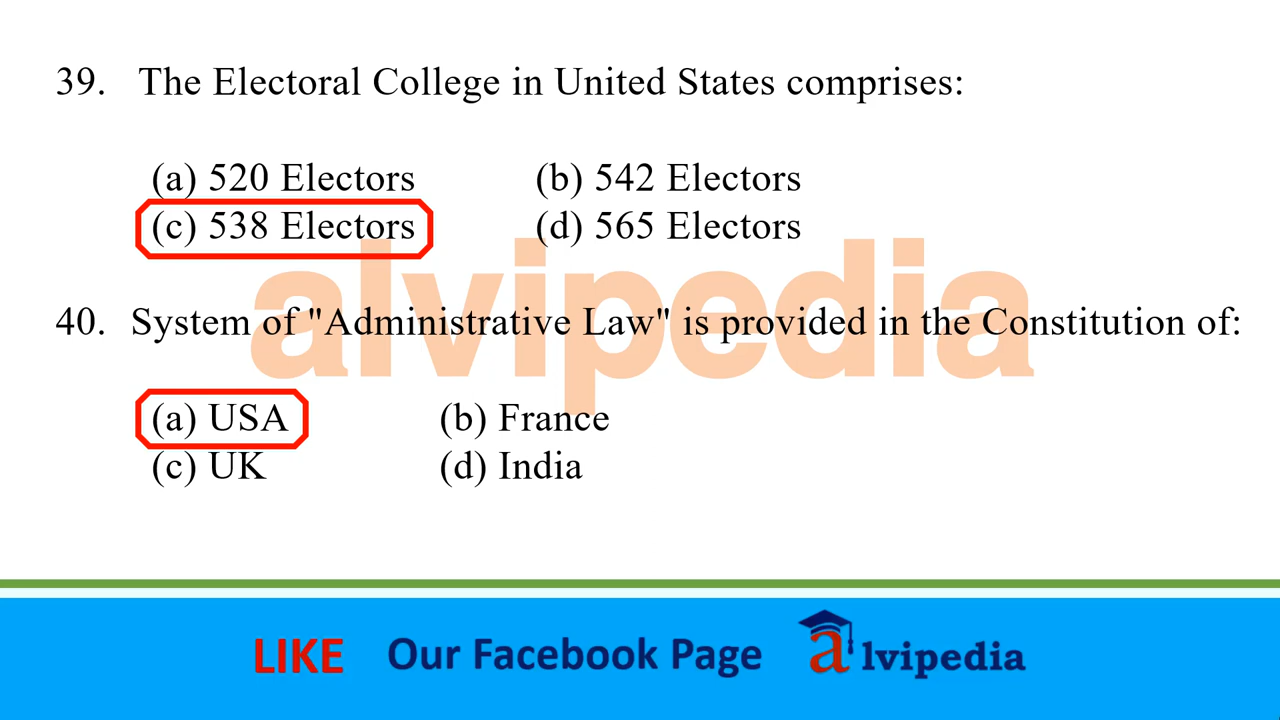 39. The Electoral College in United States comprises:
(a) 520 Electors (b) 542 Electors
(c) 538 Electors (d) 565 Electors
alvipedia
40. System of "Administrative Law" is provided in the Constitution of:
(a) USA (b) France
(c) UK (d) India
LIKE Our Facebook Page alvipedia